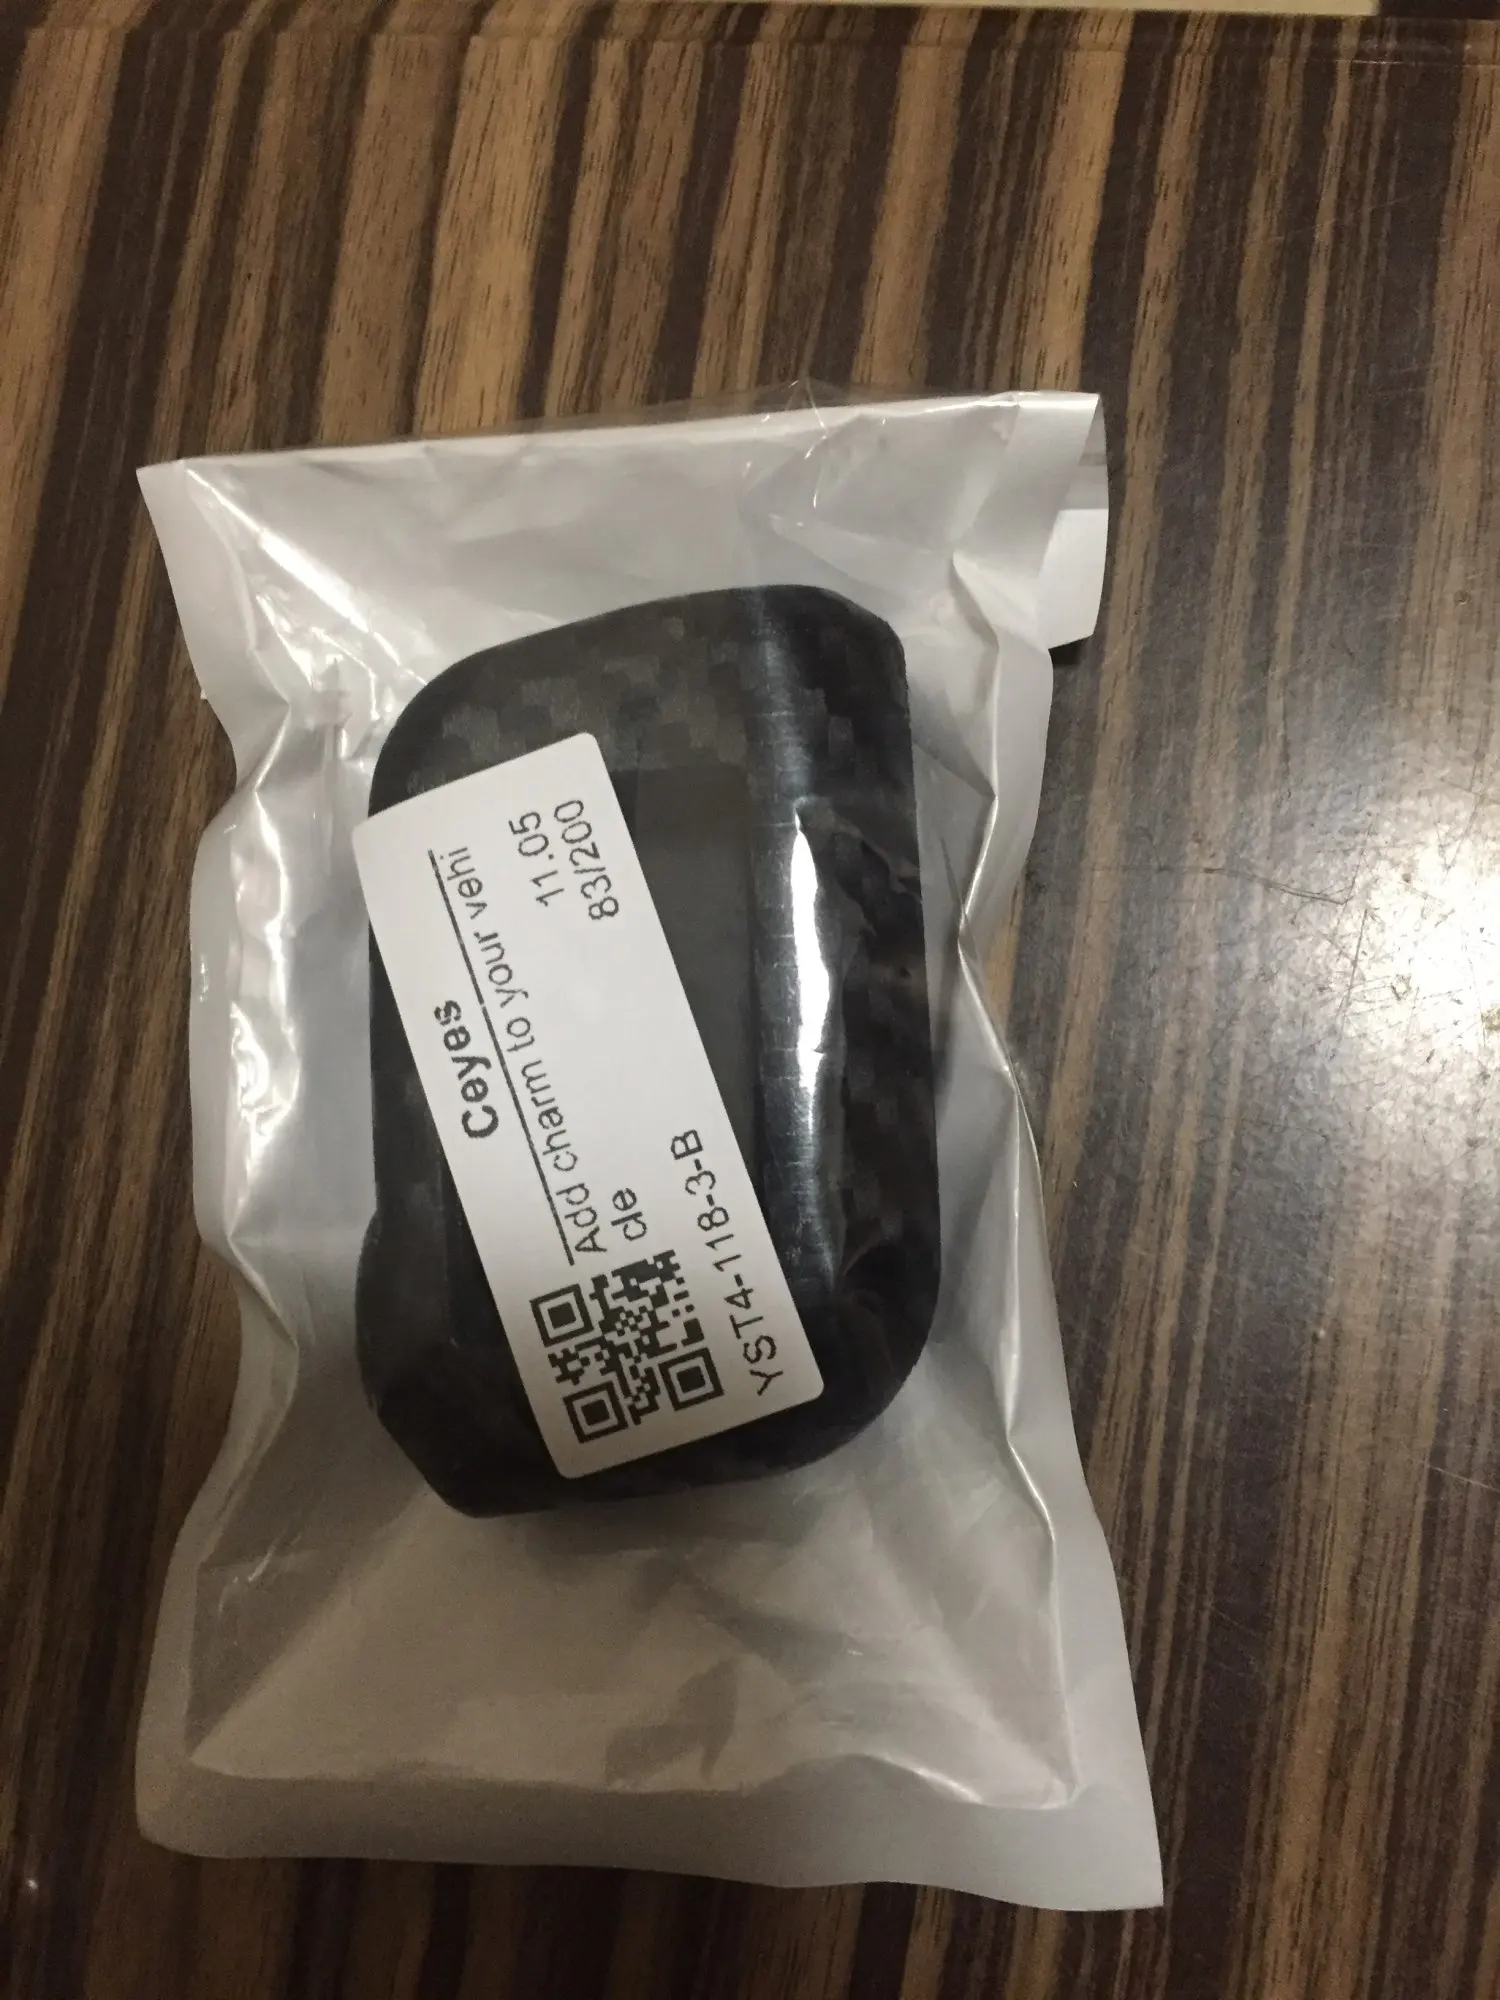 Ceyes
Add charm to your vehi
cle
11.05
83/200
YST4-118-3-B